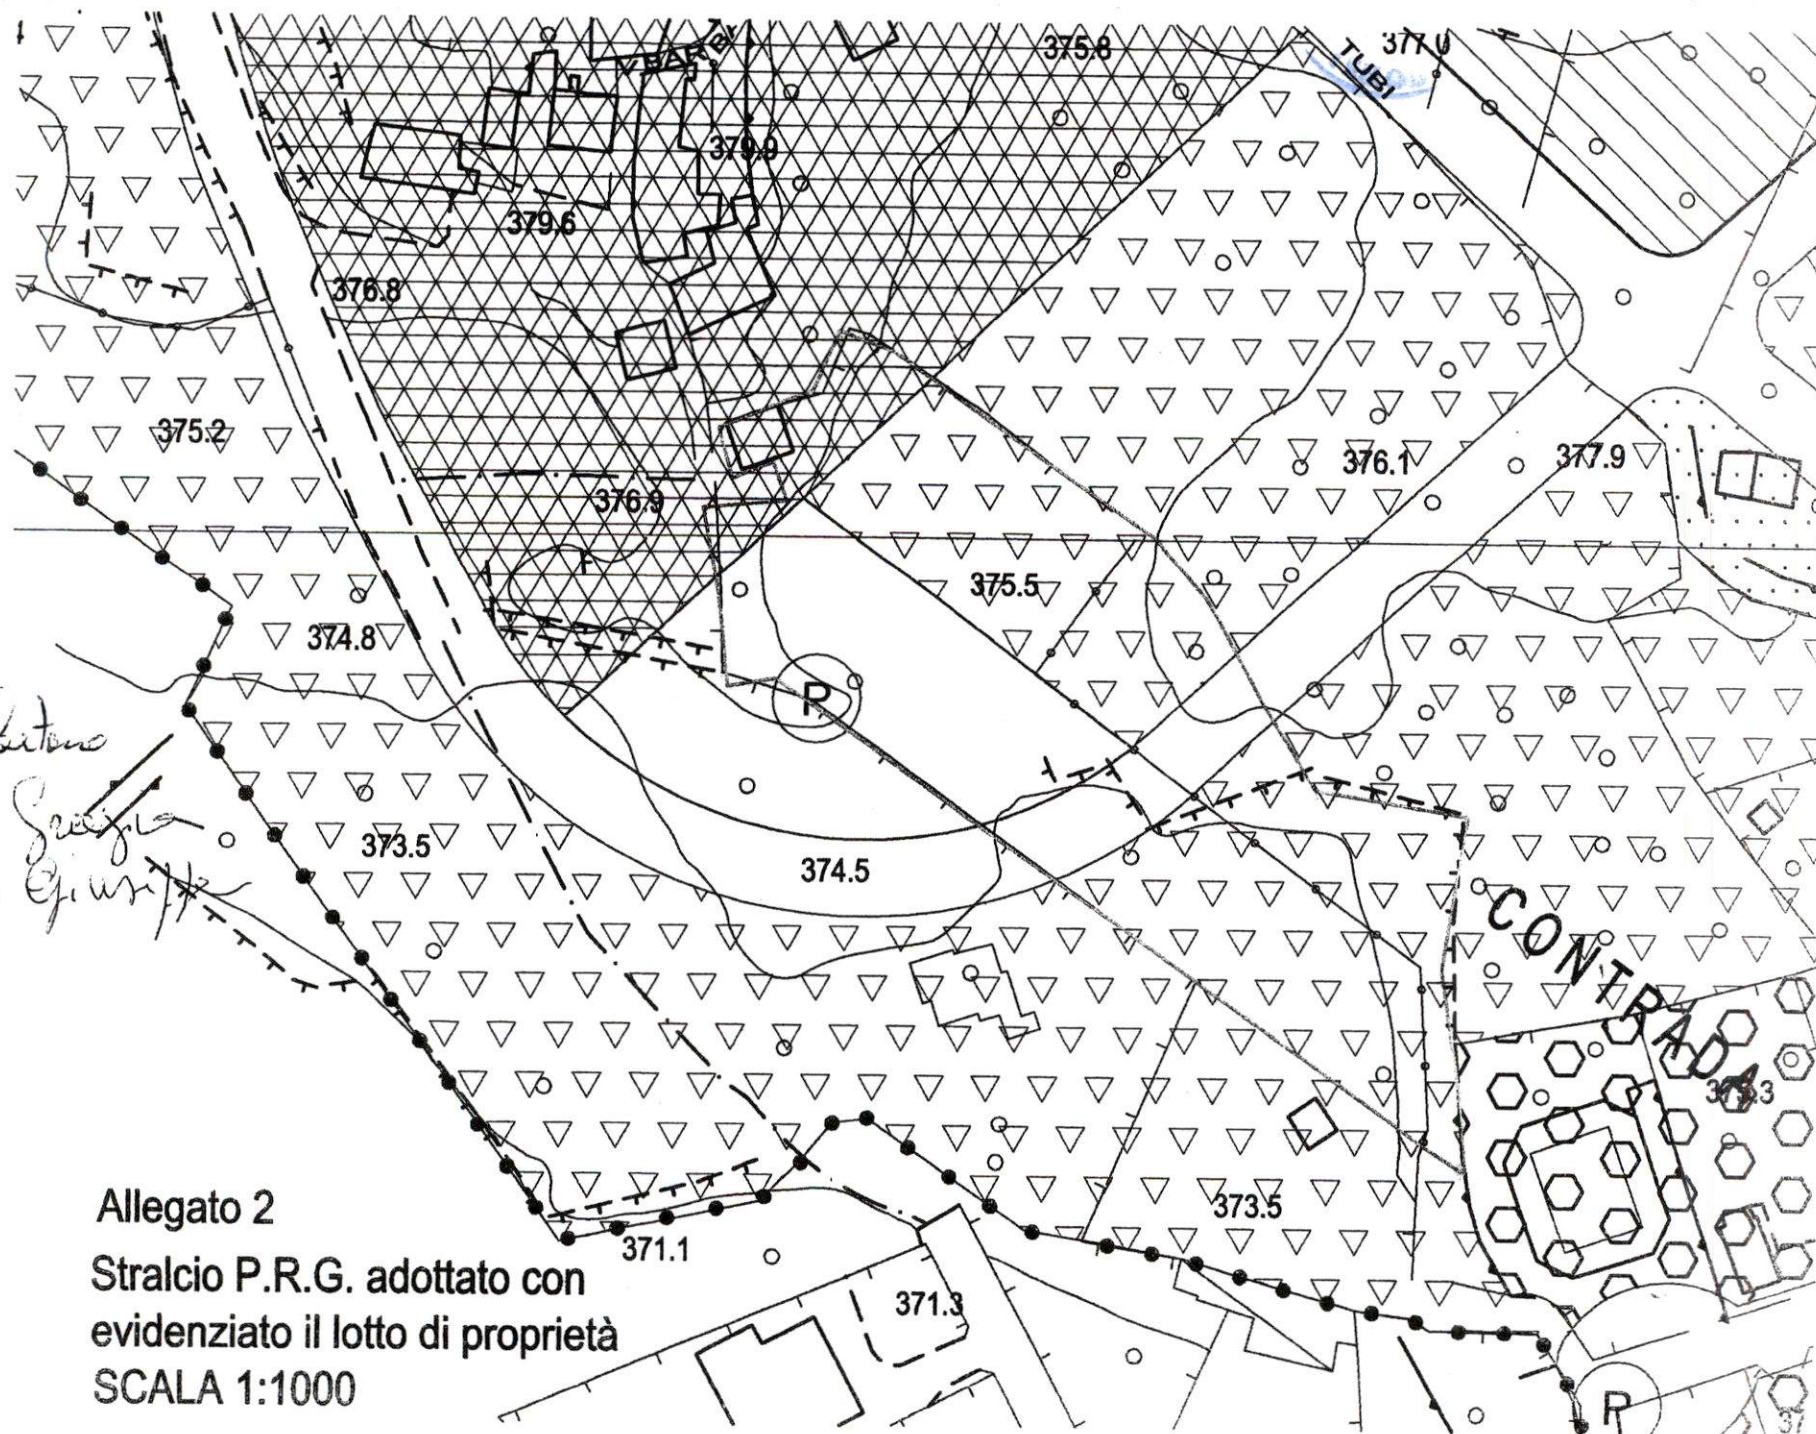 375.8
377.0
TUBI
379.9
379.6
376.8
375.2
376.1
377.9
376.9
F
375.5
374.8
P
373.5
374.5
CONTRADA
373.5
Allegato 2
371.1
Stralcio P.R.G. adottato con
371.3
evidenziato il lotto di proprietà
SCALA 1:1000
P
37